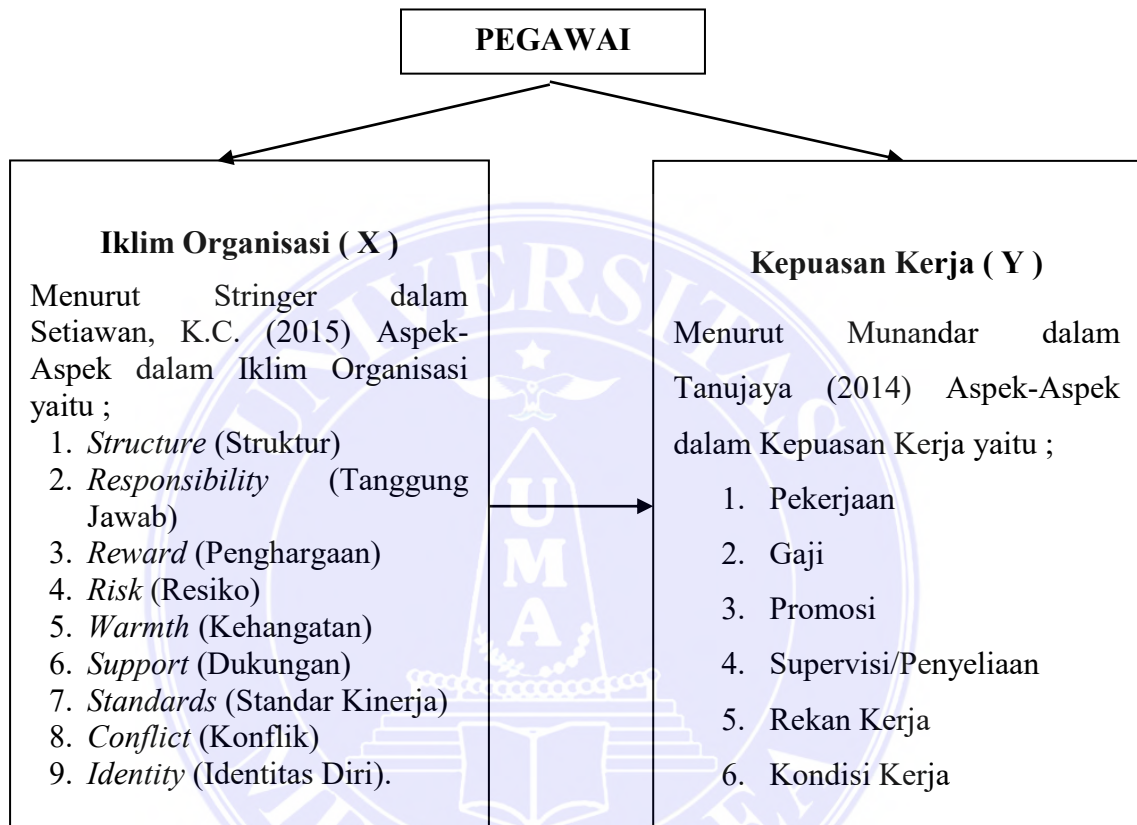 PEGAWAI
Iklim Organisasi ( X )
Menurut Stringer dalam
Setiawan, K.C. (2015) Aspek-
Aspek dalam Iklim Organisasi
yaitu ;
1. Structure (Struktur)
2. Responsibility (Tanggung
Jawab)
3. Reward (Penghargaan)
4. Risk (Resiko)
5. Warmth (Kehangatan)
6. Support (Dukungan)
7. Standards (Standar Kinerja)
8. Conflict (Konflik)
9. Identity (Identitas Diri).
Kepuasan Kerja ( Y )
Menurut Munandar dalam
Tanujaya (2014) Aspek-Aspek
dalam Kepuasan Kerja yaitu ;
1. Pekerjaan
2. Gaji
3. Promosi
4. Supervisi/Penyeliaan
5. Rekan Kerja
6. Kondisi Kerja
UNIVERSITAS
UMA